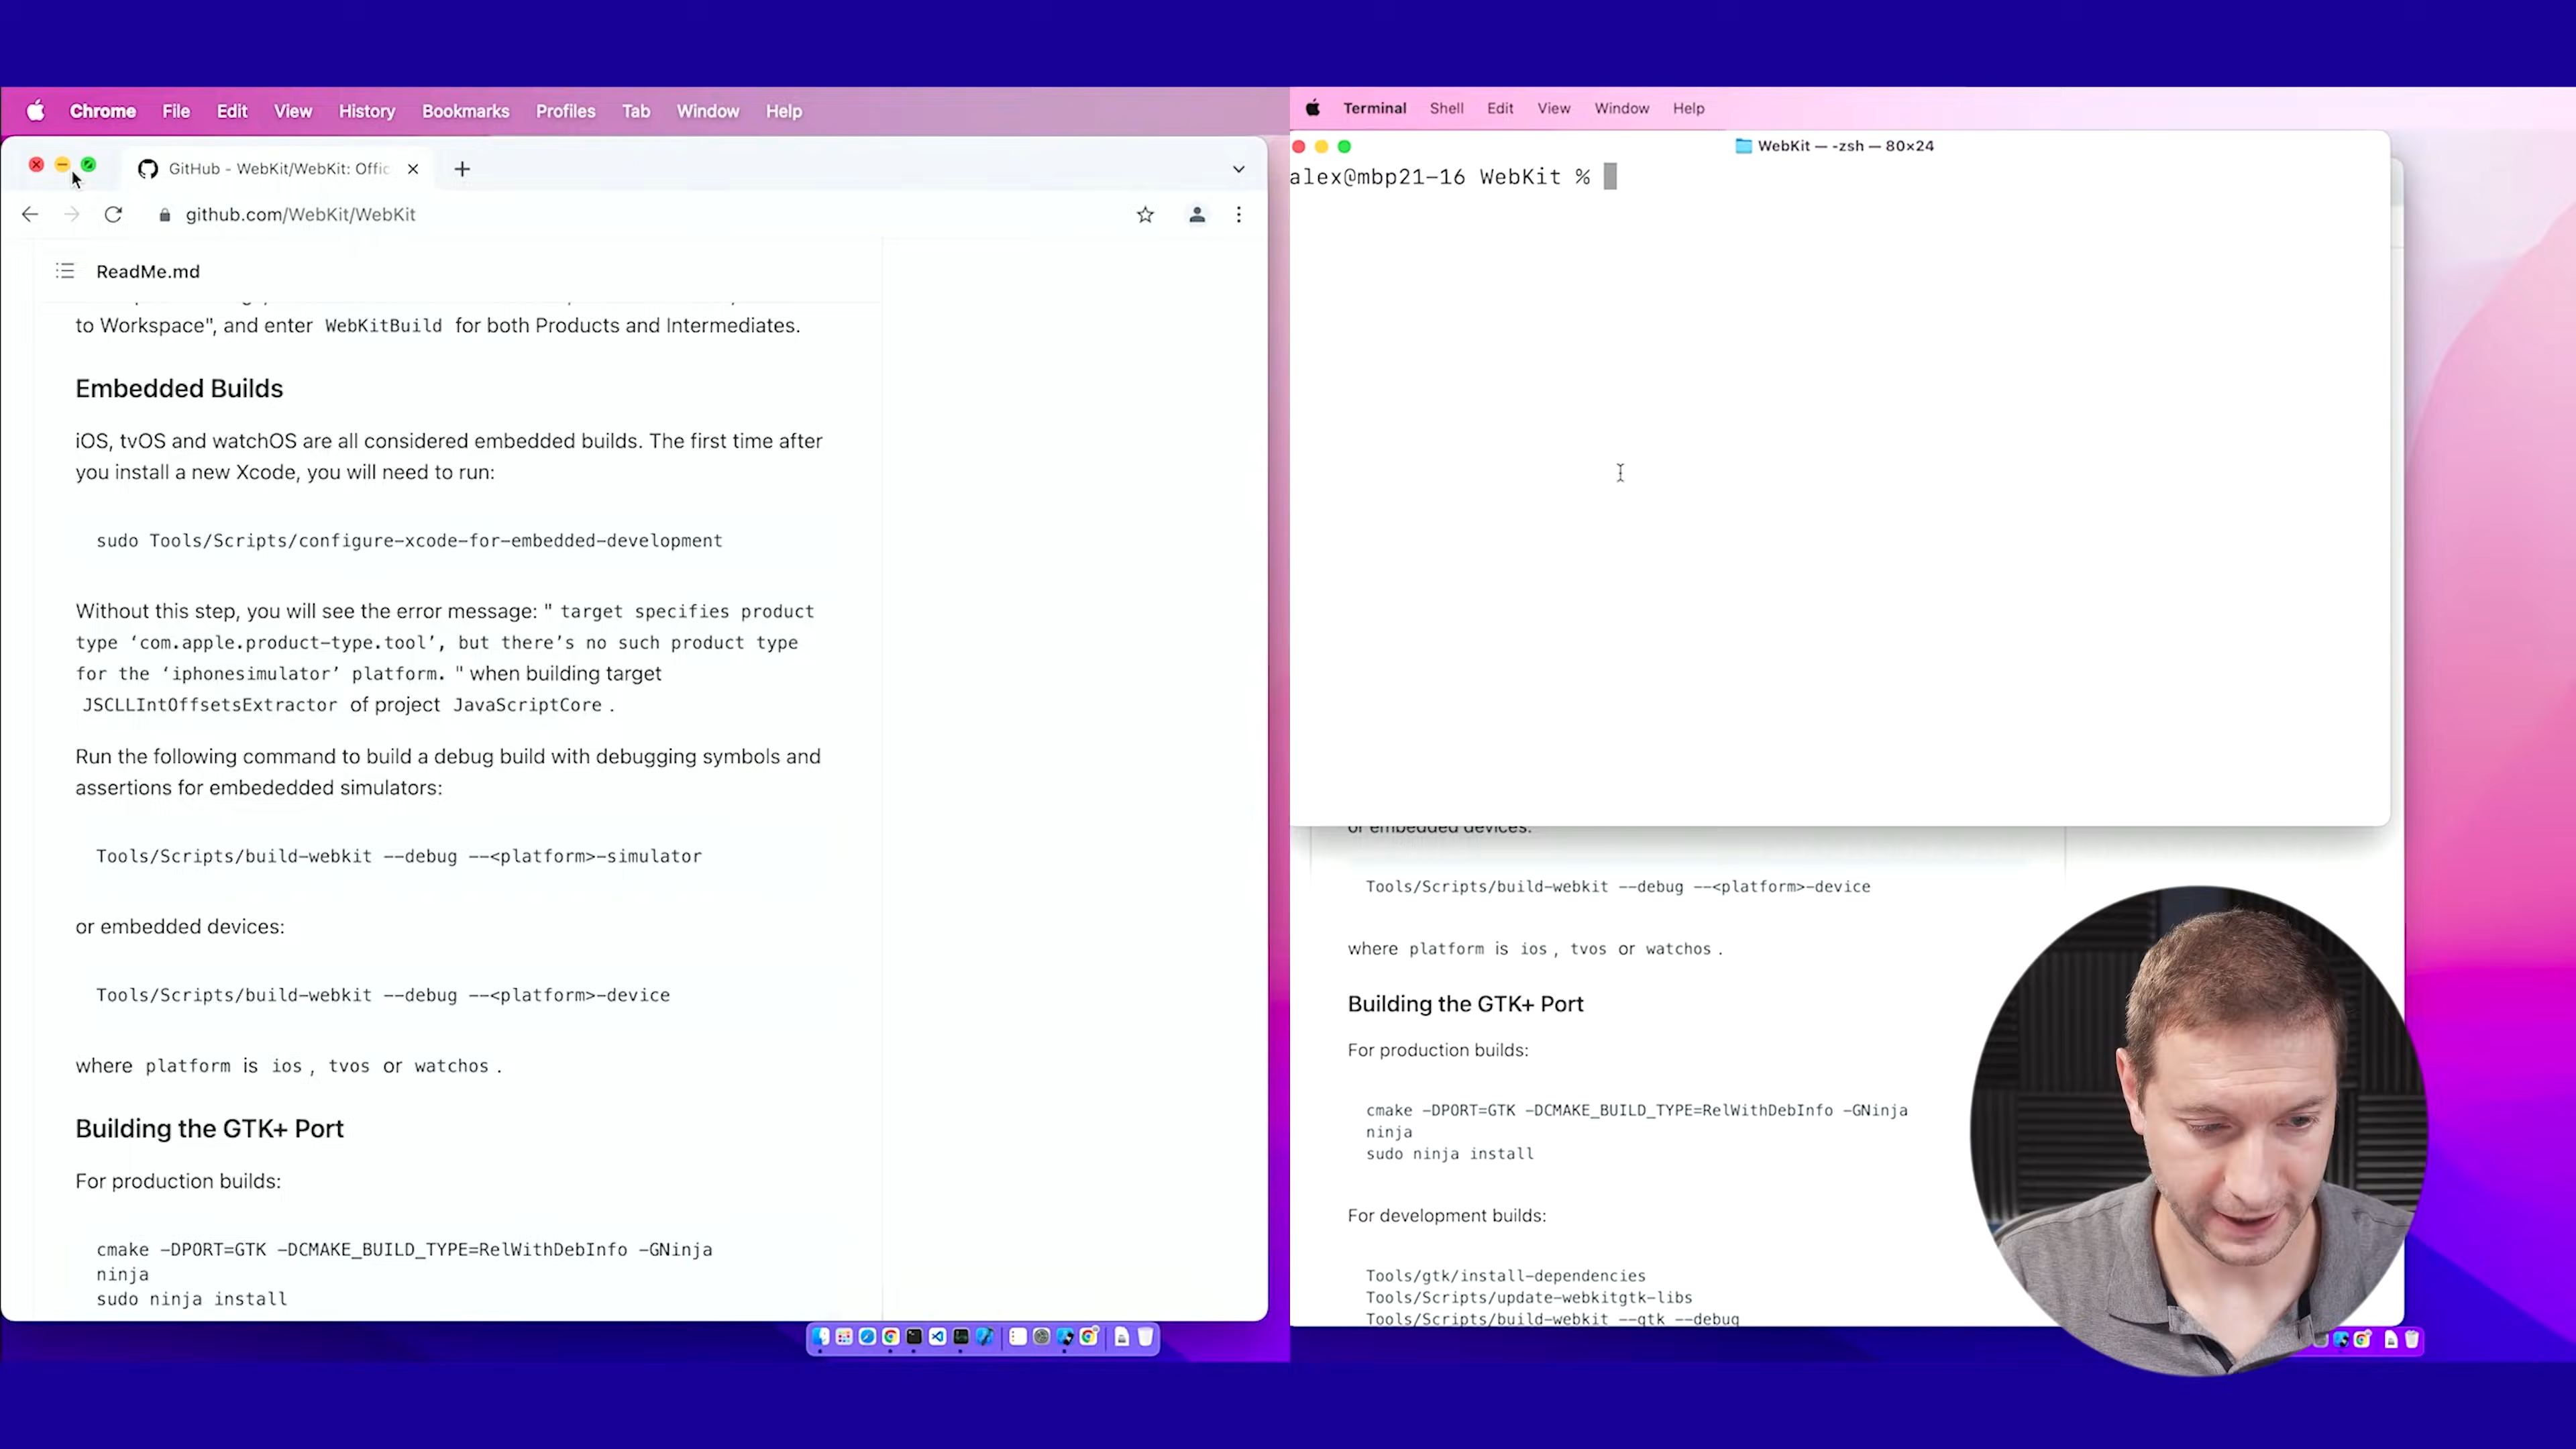 Chrome File Edit View History Bookmarks Profiles Tab Window Help
GitHub - WebKit/WebKit: Offic
github.com/WebKit/WebKit
ReadMe.md
to Workspace", and enter WebKitBuild for both Products and Intermediates.
Embedded Builds
iOS, tvOS and watchOS are all considered embedded builds. The first time after
you install a new Xcode, you will need to run:
sudo Tools/Scripts/configure-xcode-for-embedded-development
Without this step, you will see the error message: " target specifies product
type ‘com.apple.product-type.tool’, but there’s no such product type
for the ‘iphonesimulator’ platform. " when building target
JSCLLIntOffsetsExtractor of project JavaScriptCore .
Run the following command to build a debug build with debugging symbols and
assertions for embededded simulators:
Tools/Scripts/build-webkit --debug --<platform>-simulator
or embedded devices:
Tools/Scripts/build-webkit --debug --<platform>-device
where platform is ios , tvos or watchos .
Building the GTK+ Port
For production builds:
cmake -DPORT=GTK -DCMAKE_BUILD_TYPE=RelWithDebInfo -GNinja
ninja
sudo ninja install
Terminal Shell Edit View Window Help
WebKit — -zsh — 80×24
alex@mbp21-16 WebKit %
or embedded devices:
Tools/Scripts/build-webkit --debug --<platform>-device
where platform is ios , tvos or watchos .
Building the GTK+ Port
For production builds:
cmake -DPORT=GTK -DCMAKE_BUILD_TYPE=RelWithDebInfo -GNinja
ninja
sudo ninja install
For development builds:
Tools/gtk/install-dependencies
Tools/Scripts/update-webkitgtk-libs
Tools/Scripts/build-webkit --gtk --debug